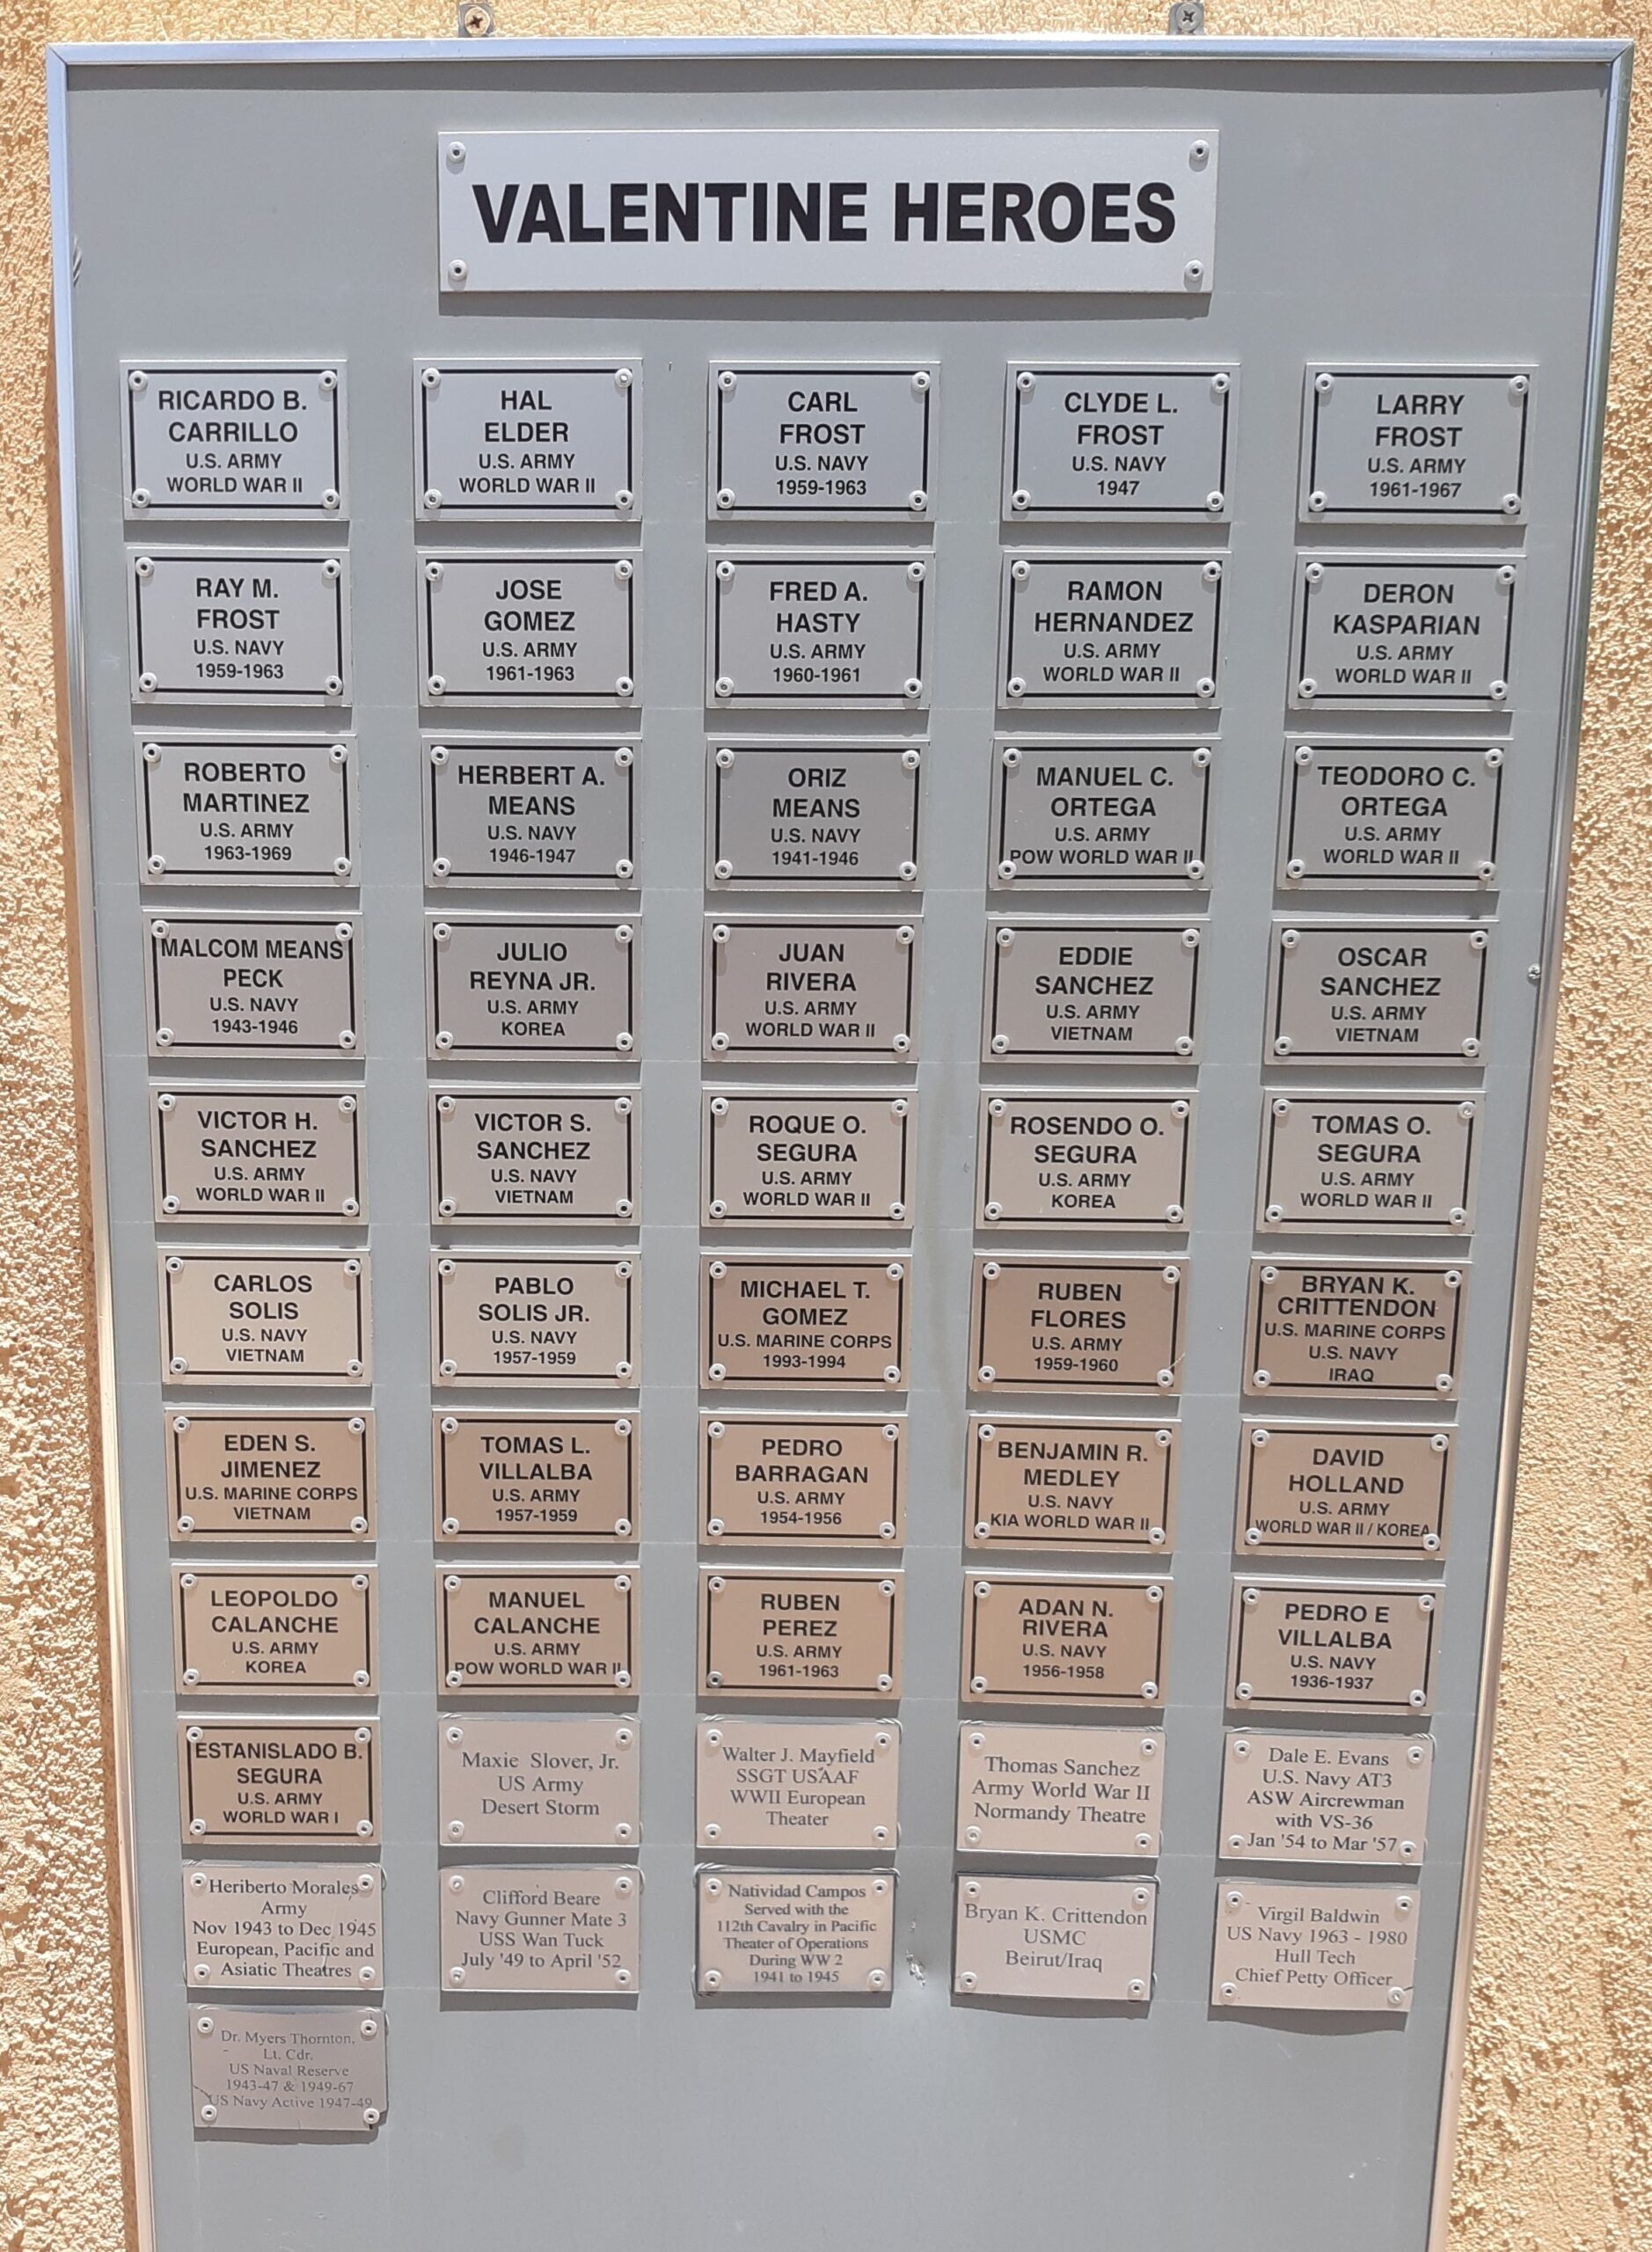 VALENTINE HEROES
RICARDO B.
CARRILLO
U.S. ARMY
WORLD WAR II
HAL
ELDER
U.S. ARMY
WORLD WAR II
CARL
FROST
U.S. NAVY
1959-1963
CLYDE L.
FROST
U.S. NAVY
1947
LARRY
FROST
U.S. ARMY
1961-1967
RAY M.
FROST
U.S. NAVY
1959-1963
JOSE
GOMEZ
U.S. ARMY
1961-1963
FRED A.
HASTY
U.S. ARMY
1960-1961
RAMON
HERNANDEZ
U.S. ARMY
WORLD WAR II
DERON
KASPARIAN
U.S. ARMY
WORLD WAR II
ROBERTO
MARTINEZ
U.S. ARMY
1963-1969
HERBERT A.
MEANS
U.S. NAVY
1946-1947
ORIZ
MEANS
U.S. NAVY
1941-1946
MANUEL C.
ORTEGA
U.S. ARMY
POW WORLD WAR II
TEODORO C.
ORTEGA
U.S. ARMY
WORLD WAR II
MALCOM MEANS
PECK
U.S. NAVY
1943-1946
JULIO
REYNA JR.
U.S. ARMY
KOREA
JUAN
RIVERA
U.S. ARMY
WORLD WAR II
EDDIE
SANCHEZ
U.S. ARMY
VIETNAM
OSCAR
SANCHEZ
U.S. ARMY
VIETNAM
VICTOR H.
SANCHEZ
U.S. ARMY
WORLD WAR II
VICTOR S.
SANCHEZ
U.S. NAVY
VIETNAM
ROQUE O.
SEGURA
U.S. ARMY
WORLD WAR II
ROSENDO O.
SEGURA
U.S. ARMY
KOREA
TOMAS O.
SEGURA
U.S. ARMY
WORLD WAR II
CARLOS
SOLIS
U.S. NAVY
VIETNAM
PABLO
SOLIS JR.
U.S. NAVY
1957-1959
MICHAEL T.
GOMEZ
U.S. MARINE CORPS
1993-1994
RUBEN
FLORES
U.S. ARMY
1959-1960
BRYAN K.
CRITTENDON
U.S. MARINE CORPS
U.S. NAVY
IRAQ
EDEN S.
JIMENEZ
U.S. MARINE CORPS
VIETNAM
TOMAS L.
VILLALBA
U.S. ARMY
1957-1959
PEDRO
BARRAGAN
U.S. ARMY
1954-1956
BENJAMIN R.
MEDLEY
U.S. NAVY
KIA WORLD WAR II
DAVID
HOLLAND
U.S. ARMY
WORLD WAR II / KOREA
LEOPOLDO
CALANCHE
U.S. ARMY
KOREA
MANUEL
CALANCHE
U.S. ARMY
POW WORLD WAR II
RUBEN
PEREZ
U.S. ARMY
1961-1963
ADAN N.
RIVERA
U.S. NAVY
1956-1958
PEDRO E
VILLALBA
U.S. NAVY
1936-1937
ESTANISLADO B.
SEGURA
U.S. ARMY
WORLD WAR I
Maxie Slover, Jr.
US Army
Desert Storm
Walter J. Mayfield
SSGT USAAF
WWII European
Theater
Thomas Sanchez
Army World War II
Normandy Theatre
Dale E. Evans
U.S. Navy AT3
ASW Aircrewman
with VS-36
Jan '54 to Mar '57
Heriberto Morales
Army
Nov 1943 to Dec 1945
European, Pacific and
Asiatic Theatres
Clifford Beare
Navy Gunner Mate 3
USS Wan Tuck
July '49 to April '52
Natividad Campos
Served with the
112th Cavalry in Pacific
Theater of Operations
During WW 2
1941 to 1945
Bryan K. Crittendon
USMC
Beirut/Iraq
Virgil Baldwin
US Navy 1963 - 1980
Hull Tech
Chief Petty Officer
Dr. Myers Thornton,
Lt. Cdr.
US Naval Reserve
1943-47 & 1949-67
US Navy Active 1947-49